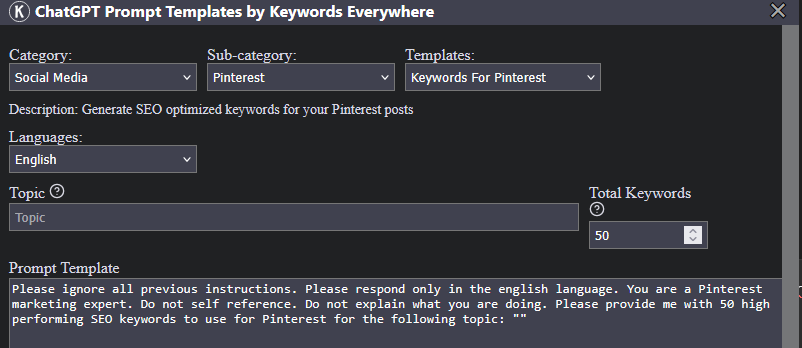 K ChatGPT Prompt Templates by Keywords Everywhere
Category: Sub-category: Templates:
Social Media Pinterest Keywords For Pinterest
Description: Generate SEO optimized keywords for your Pinterest posts
Languages:
English
Topic ? Total Keywords
?
Topic 50
Prompt Template
Please ignore all previous instructions. Please respond only in the english language. You are a Pinterest
marketing expert. Do not self reference. Do not explain what you are doing. Please provide me with 50 high
performing SEO keywords to use for Pinterest for the following topic: ""